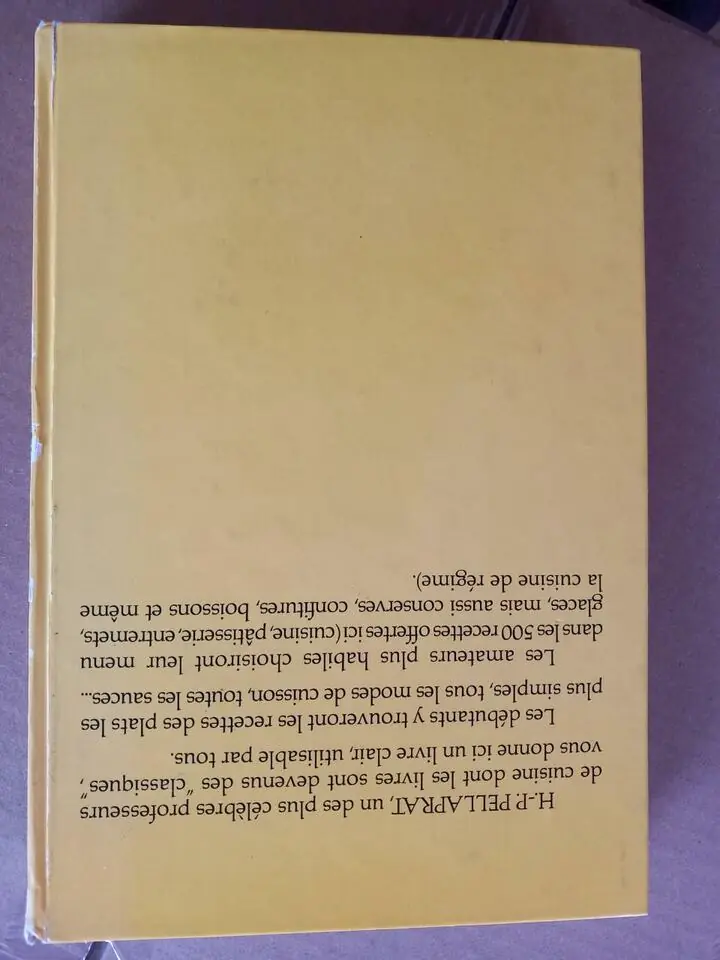 H.-P. PELLAPRAT, un des plus célèbres professeurs
de cuisine dont les livres sont devenus des "classiques",
vous donne ici un livre clair, utilisable par tous.
Les débutants y trouveront les recettes des plats les
plus simples, tous les modes de cuisson, toutes les sauces...
Les amateurs plus habiles choisiront leur menu
dans les 500 recettes offertes ici (cuisine, pâtisserie, entremets,
glaces, mais aussi conserves, confitures, boissons et même
la cuisine de régime).